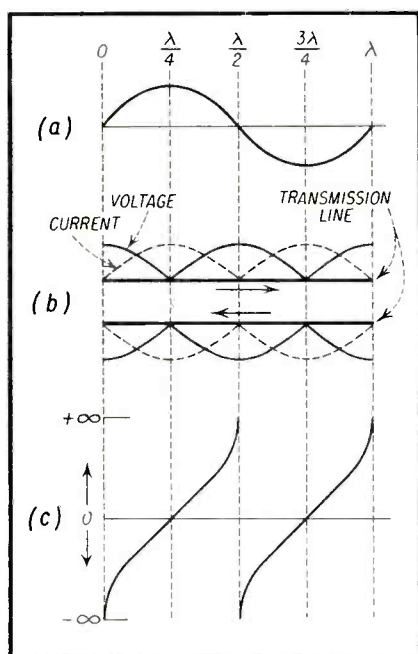 0 λ/4 λ/2 3λ/4 λ
(a)
VOLTAGE
TRANSMISSION
LINE
CURRENT
(b)
+∞
(c) 0
-∞